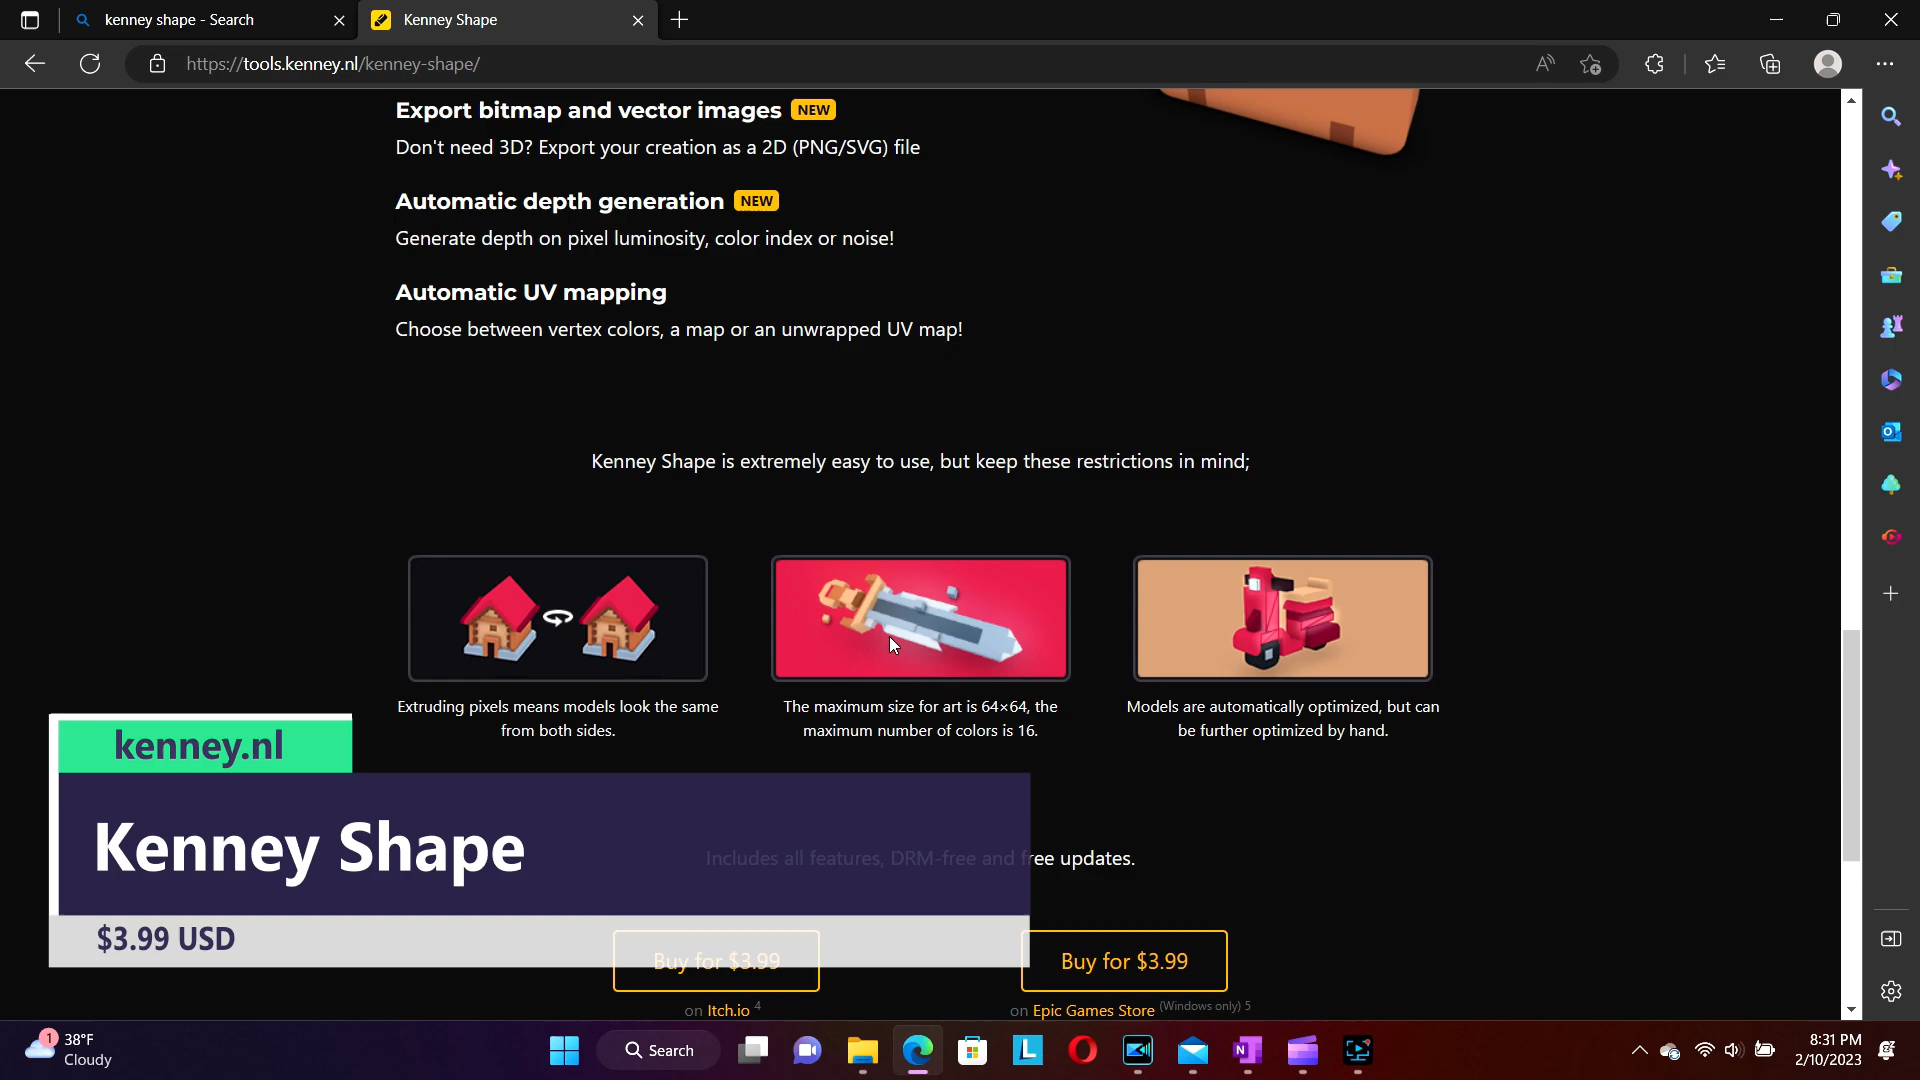 kenney shape - Search
Kenney Shape
https://tools.kenney.nl/kenney-shape/
Export bitmap and vector images NEW
Don't need 3D? Export your creation as a 2D (PNG/SVG) file
Automatic depth generation NEW
Generate depth on pixel luminosity, color index or noise!
Automatic UV mapping
Choose between vertex colors, a map or an unwrapped UV map!
Kenney Shape is extremely easy to use, but keep these restrictions in mind;
Extruding pixels means models look the same
from both sides.
The maximum size for art is 64×64, the
maximum number of colors is 16.
Models are automatically optimized, but can
be further optimized by hand.
kenney.nl
Kenney Shape
$3.99 USD
Includes all features, DRM-free and free updates.
Buy for $3.99
on Itch.io 4
Buy for $3.99
on Epic Games Store (Windows only) 5
1
38°F
Cloudy
Search
8:31 PM
2/10/2023